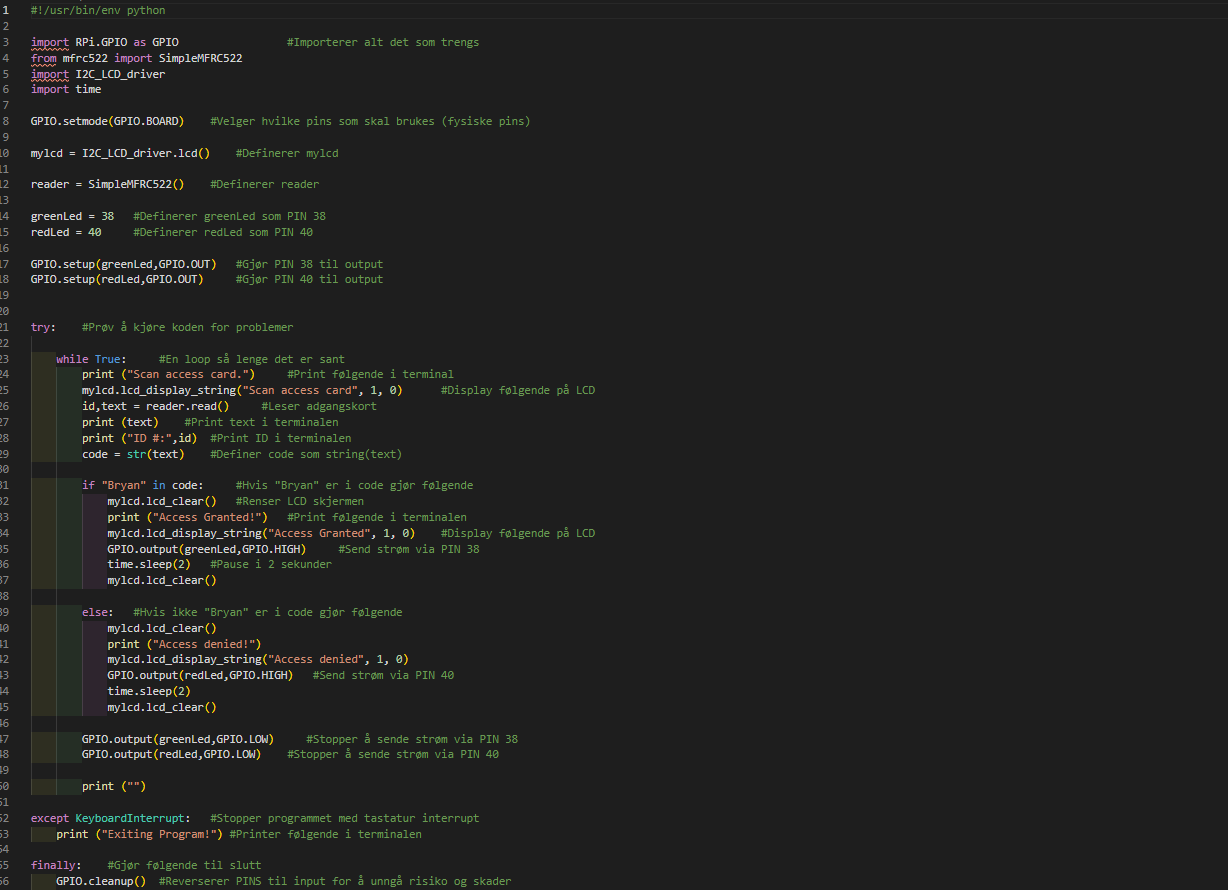 1 #!/usr/bin/env python
2
3 import RPi.GPIO as GPIO #Importerer alt det som trengs
4 from mfrc522 import SimpleMFRC522
5 import I2C_LCD_driver
6 import time
7
8 GPIO.setmode(GPIO.BOARD) #Velger hvilke pins som skal brukes (fysiske pins)
9
10 mylcd = I2C_LCD_driver.lcd() #Definerer mylcd
11
12 reader = SimpleMFRC522() #Definerer reader
13
14 greenLed = 38 #Definerer greenLed som PIN 38
15 redLed = 40 #Definerer redLed som PIN 40
16
17 GPIO.setup(greenLed,GPIO.OUT) #Gjør PIN 38 til output
18 GPIO.setup(redLed,GPIO.OUT) #Gjør PIN 40 til output
19
20
21 try: #Prøv å kjøre koden for problemer
22
23 while True: #En loop så lenge det er sant
24 print ("Scan access card.") #Print følgende i terminal
25 mylcd.lcd_display_string("Scan access card", 1, 0) #Display følgende på LCD
26 id,text = reader.read() #Leser adgangskort
27 print (text) #Print text i terminalen
28 print ("ID #:",id) #Print ID i terminalen
29 code = str(text) #Definer code som string(text)
30
31 if "Bryan" in code: #Hvis "Bryan" er i code gjør følgende
32 mylcd.lcd_clear() #Renser LCD skjermen
33 print ("Access Granted!") #Print følgende i terminalen
34 mylcd.lcd_display_string("Access Granted", 1, 0) #Display følgende på LCD
35 GPIO.output(greenLed,GPIO.HIGH) #Send strøm via PIN 38
36 time.sleep(2) #Pause i 2 sekunder
37 mylcd.lcd_clear()
38
39 else: #Hvis ikke "Bryan" er i code gjør følgende
40 mylcd.lcd_clear()
41 print ("Access denied!")
42 mylcd.lcd_display_string("Access denied", 1, 0)
43 GPIO.output(redLed,GPIO.HIGH) #Send strøm via PIN 40
44 time.sleep(2)
45 mylcd.lcd_clear()
46
47 GPIO.output(greenLed,GPIO.LOW) #Stopper å sende strøm via PIN 38
48 GPIO.output(redLed,GPIO.LOW) #Stopper å sende strøm via PIN 40
49
50 print ("")
51
52 except KeyboardInterrupt: #Stopper programmet med tastatur interrupt
53 print ("Exiting Program!") #Printer følgende i terminalen
54
55 finally: #Gjør følgende til slutt
56 GPIO.cleanup() #Reverserer PINS til input for å unngå risiko og skader